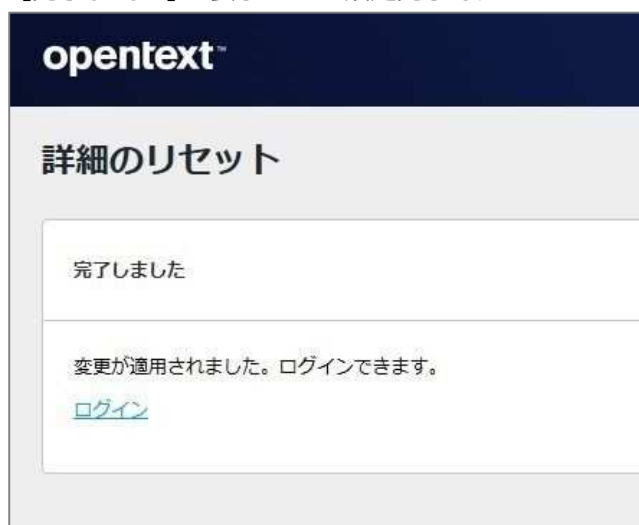 opentext™
詳細のリセット
完了しました
変更が適用されました。ログインできます。
ログイン